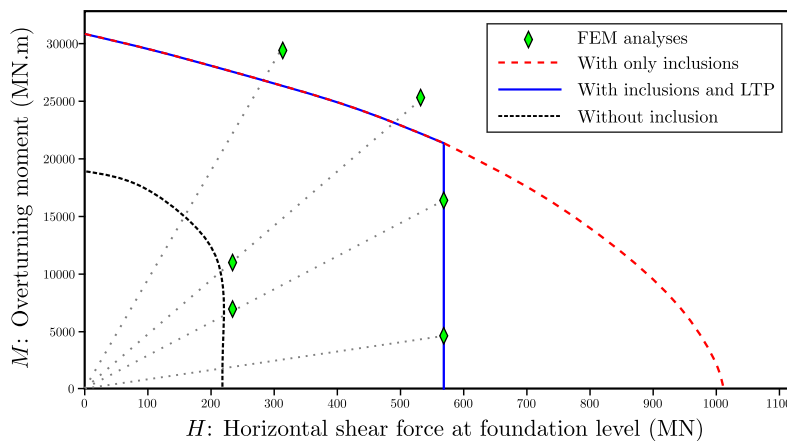 FEM analyses
With only inclusions
With inclusions and LTP
Without inclusion
M: Overturning moment (MN.m)
30000
25000
20000
15000
10000
5000
0
0 100 200 300 400 500 600 700 800 900 1000 1100
H: Horizontal shear force at foundation level (MN)